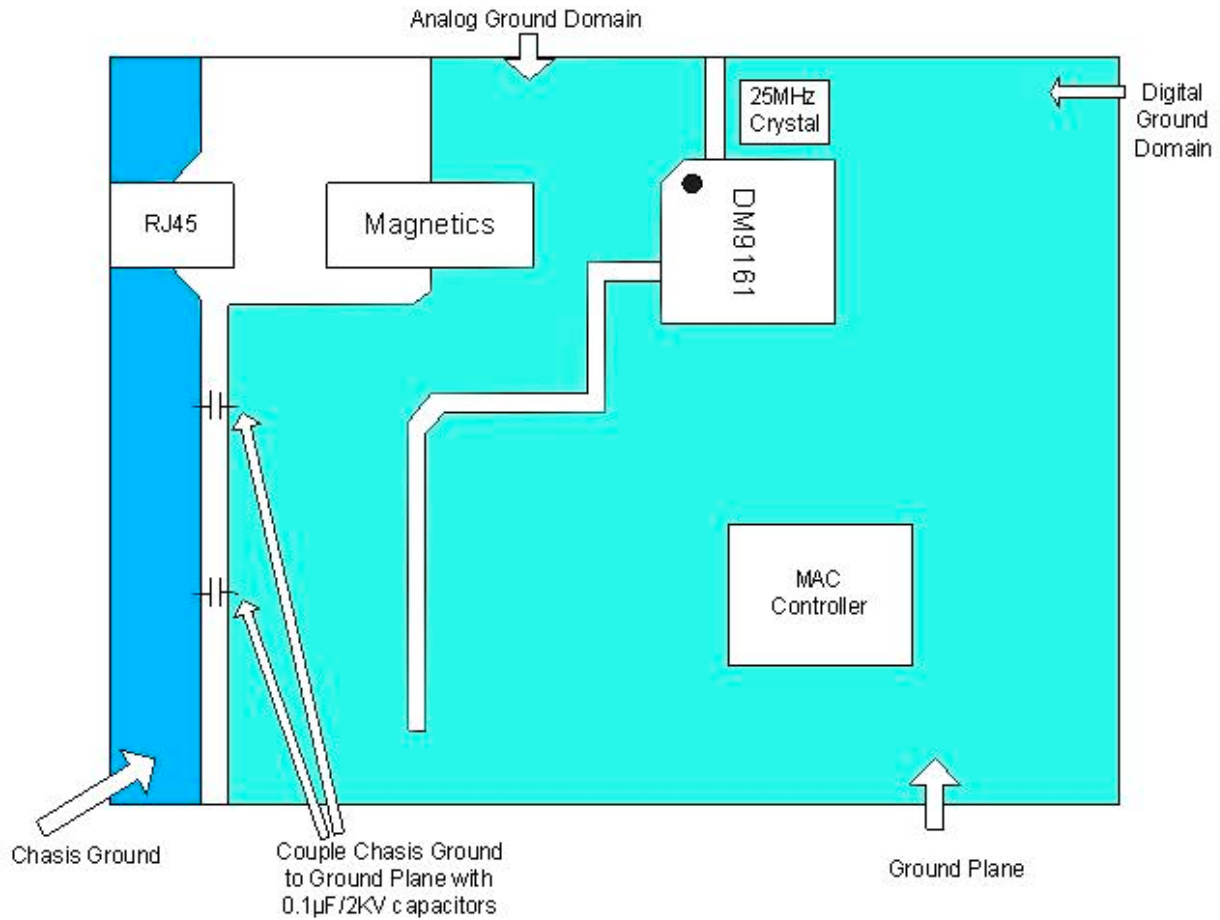 Analog Ground Domain
25MHz
Crystal
Digital
Ground
Domain
RJ45
Magnetics
DM9161
MAC
Controller
Chasis Ground
Couple Chasis Ground
to Ground Plane with
0.1µF/2KV capacitors
Ground Plane